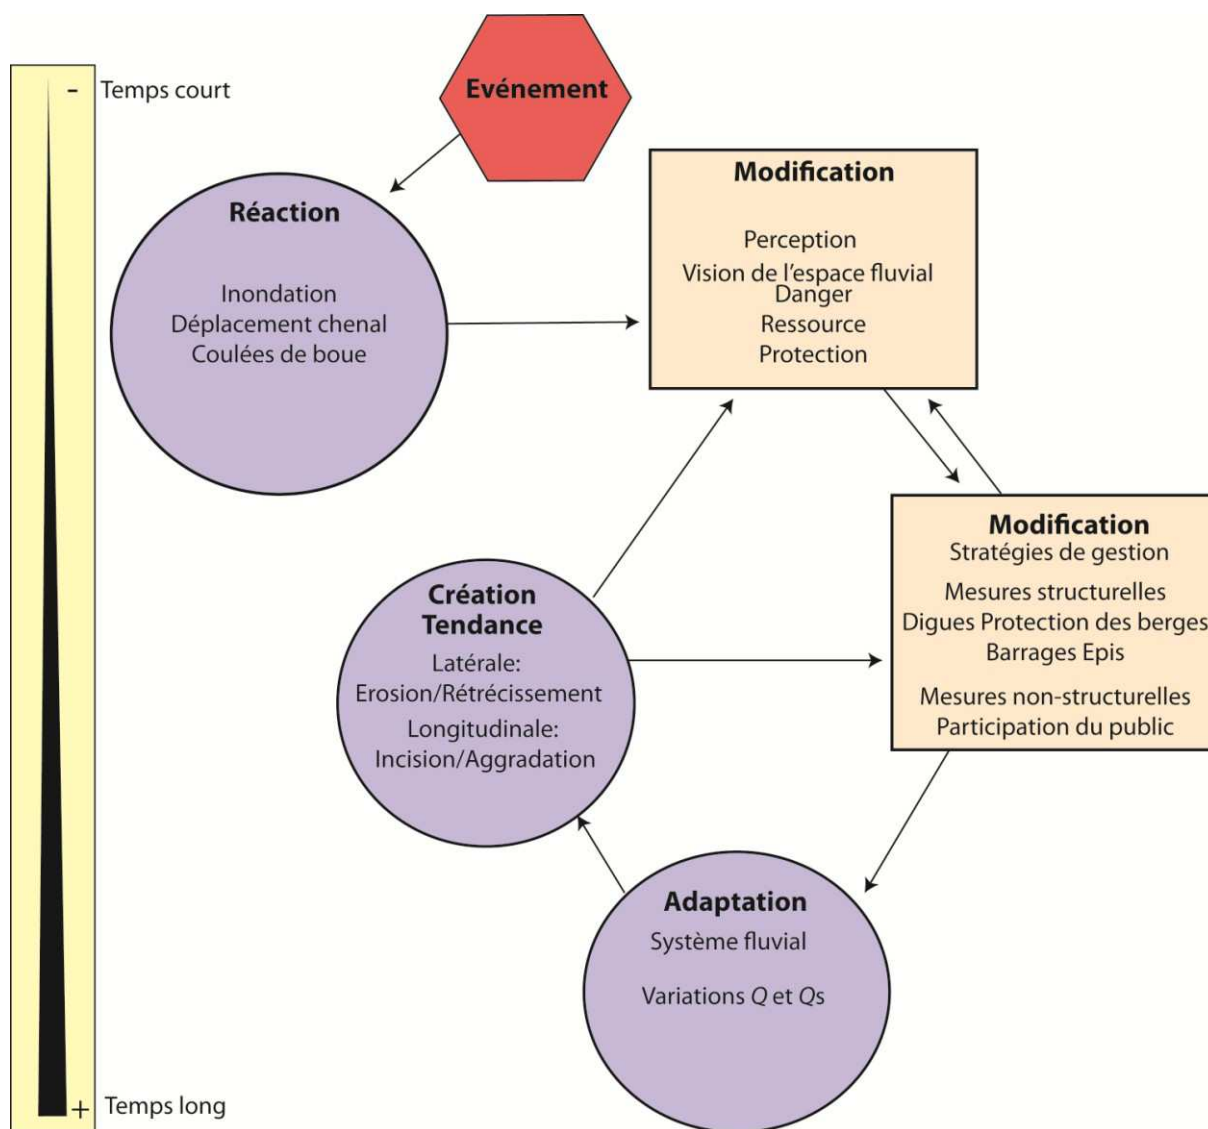 - Temps court
Evénement
Réaction
Inondation
Déplacement chenal
Coulées de boue
Modification
Perception
Vision de l'espace fluvial
Danger
Ressource
Protection
Modification
Stratégies de gestion
Mesures structurelles
Digues Protection des berges
Barrages Epis
Mesures non-structurelles
Participation du public
Création
Tendance
Latérale:
Erosion/Rétrécissement
Longitudinale:
Incision/Aggradation
Adaptation
Système fluvial
Variations Q et Qs
+ Temps long